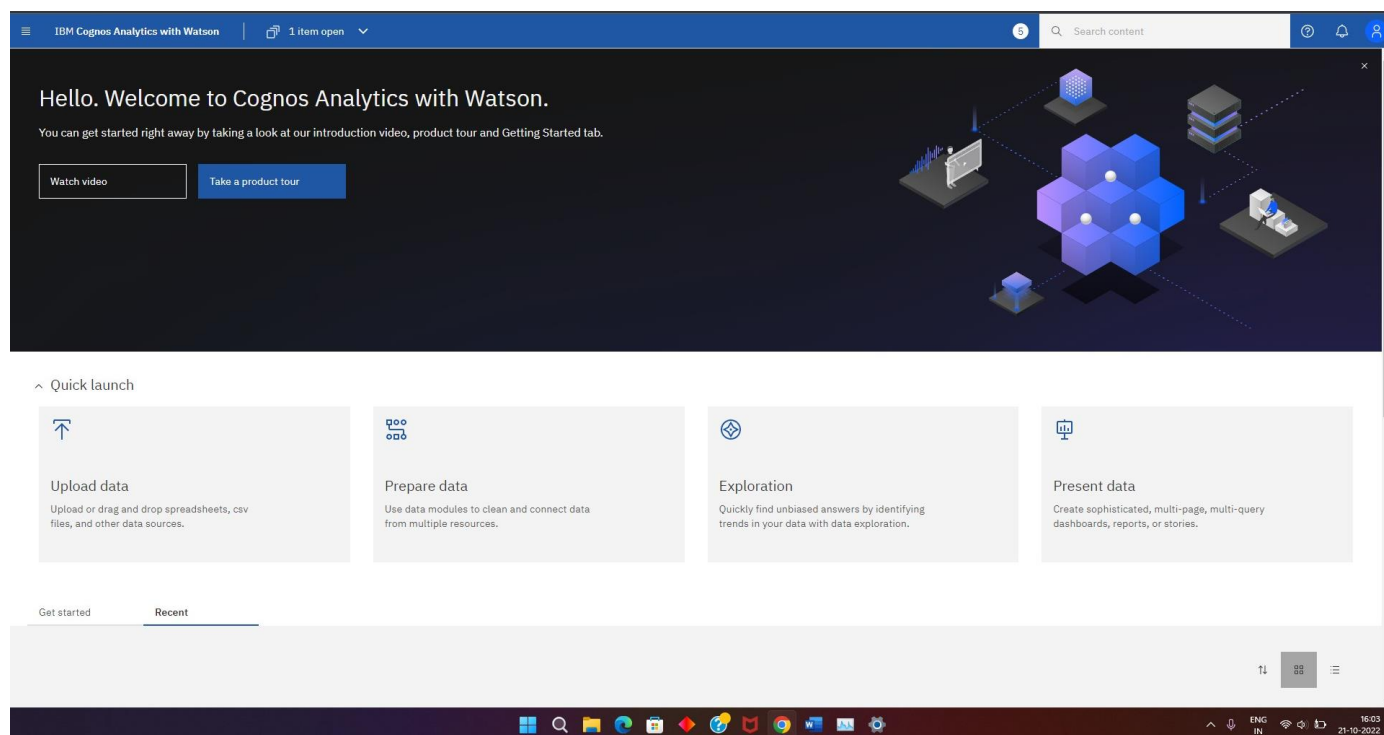 IBM Cognos Analytics with Watson
1 item open
5
Search content
Hello. Welcome to Cognos Analytics with Watson.
You can get started right away by taking a look at our introduction video, product tour and Getting Started tab.
Watch video
Take a product tour
Quick launch
Upload data
Upload or drag and drop spreadsheets, csv
files, and other data sources.
Prepare data
Use data modules to clean and connect data
from multiple resources.
Exploration
Quickly find unbiased answers by identifying
trends in your data with data exploration.
Present data
Create sophisticated, multi-page, multi-query
dashboards, reports, or stories.
Get started
Recent
ENG
IN
16:03
21-10-2022